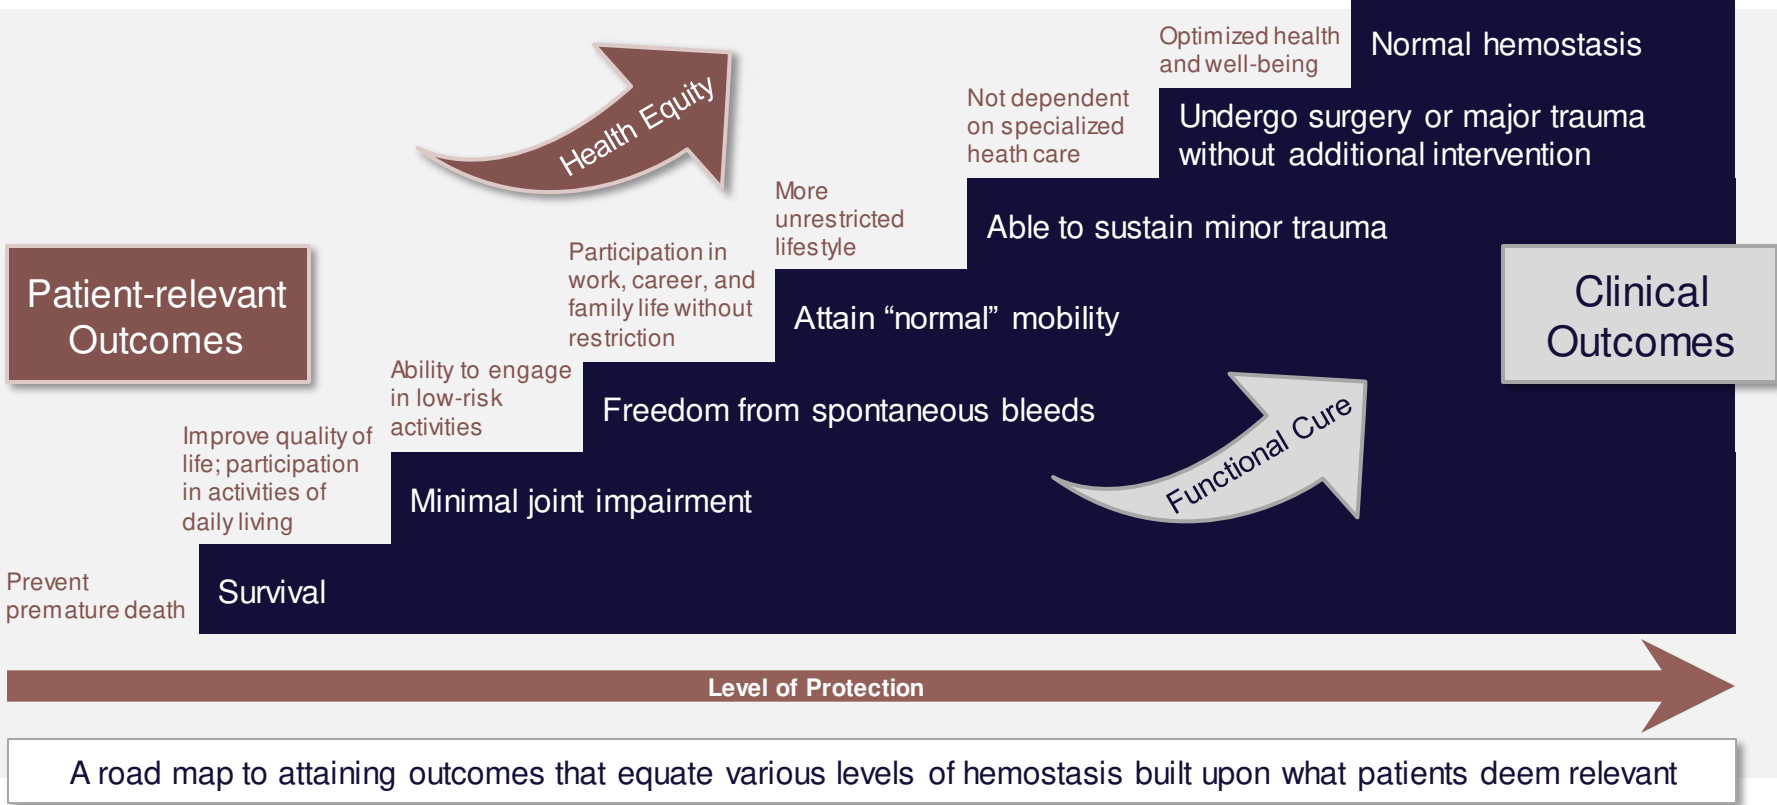 Optimized health
and well-being
Normal hemostasis
Health Equity
Not dependent
on specialized
heath care
Undergo surgery or major trauma
without additional intervention
More
unrestricted
lifestyle
Able to sustain minor trauma
Patient-relevant
Outcomes
Participation in
work, career, and
family life without
restriction
Attain “normal” mobility
Clinical
Outcomes
Ability to engage
in low-risk
activities
Freedom from spontaneous bleeds
Functional Cure
Improve quality of
life; participation
in activities of
daily living
Minimal joint impairment
Prevent
premature death
Survival
Level of Protection
A road map to attaining outcomes that equate various levels of hemostasis built upon what patients deem relevant